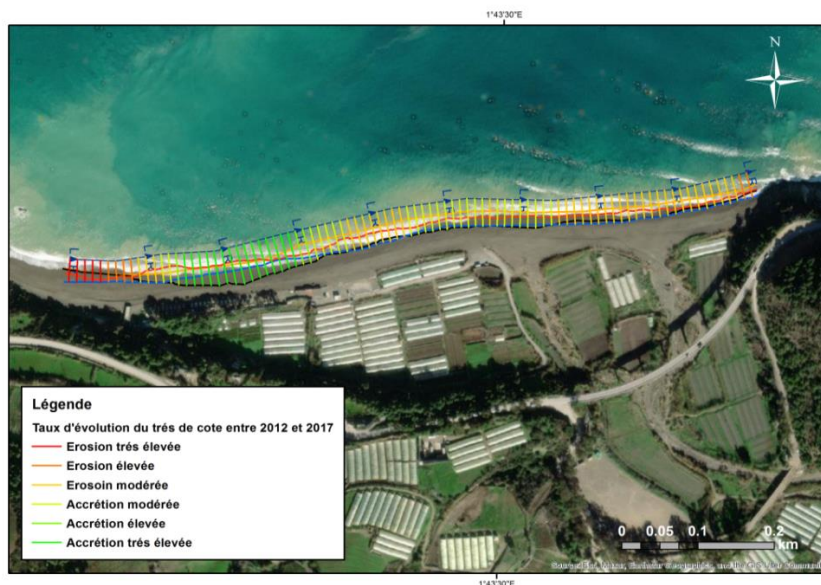 1°43'30"E
N
Légende
Taux d'évolution du trés de cote entre 2012 et 2017
Erosion trés élevée
Erosion élevée
Erosoin modérée
Accrétion modérée
Accrétion élevée
Accrétion trés élevée
0 0.05 0.1 0.2
km
1°43'30"E